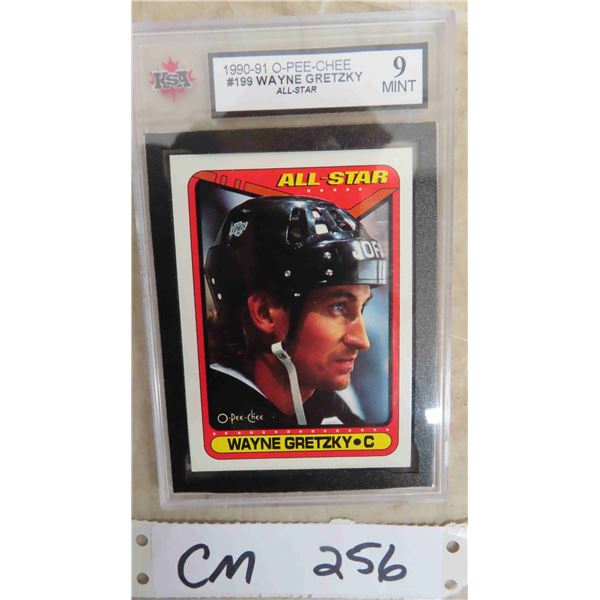 KSA
1990-91 O-PEE-CHEE
#199 WAYNE GRETZKY
ALL-STAR
9
MINT
ALL-STAR
JOF
O-Pee-Chee
WAYNE GRETZKY • C
CM 256